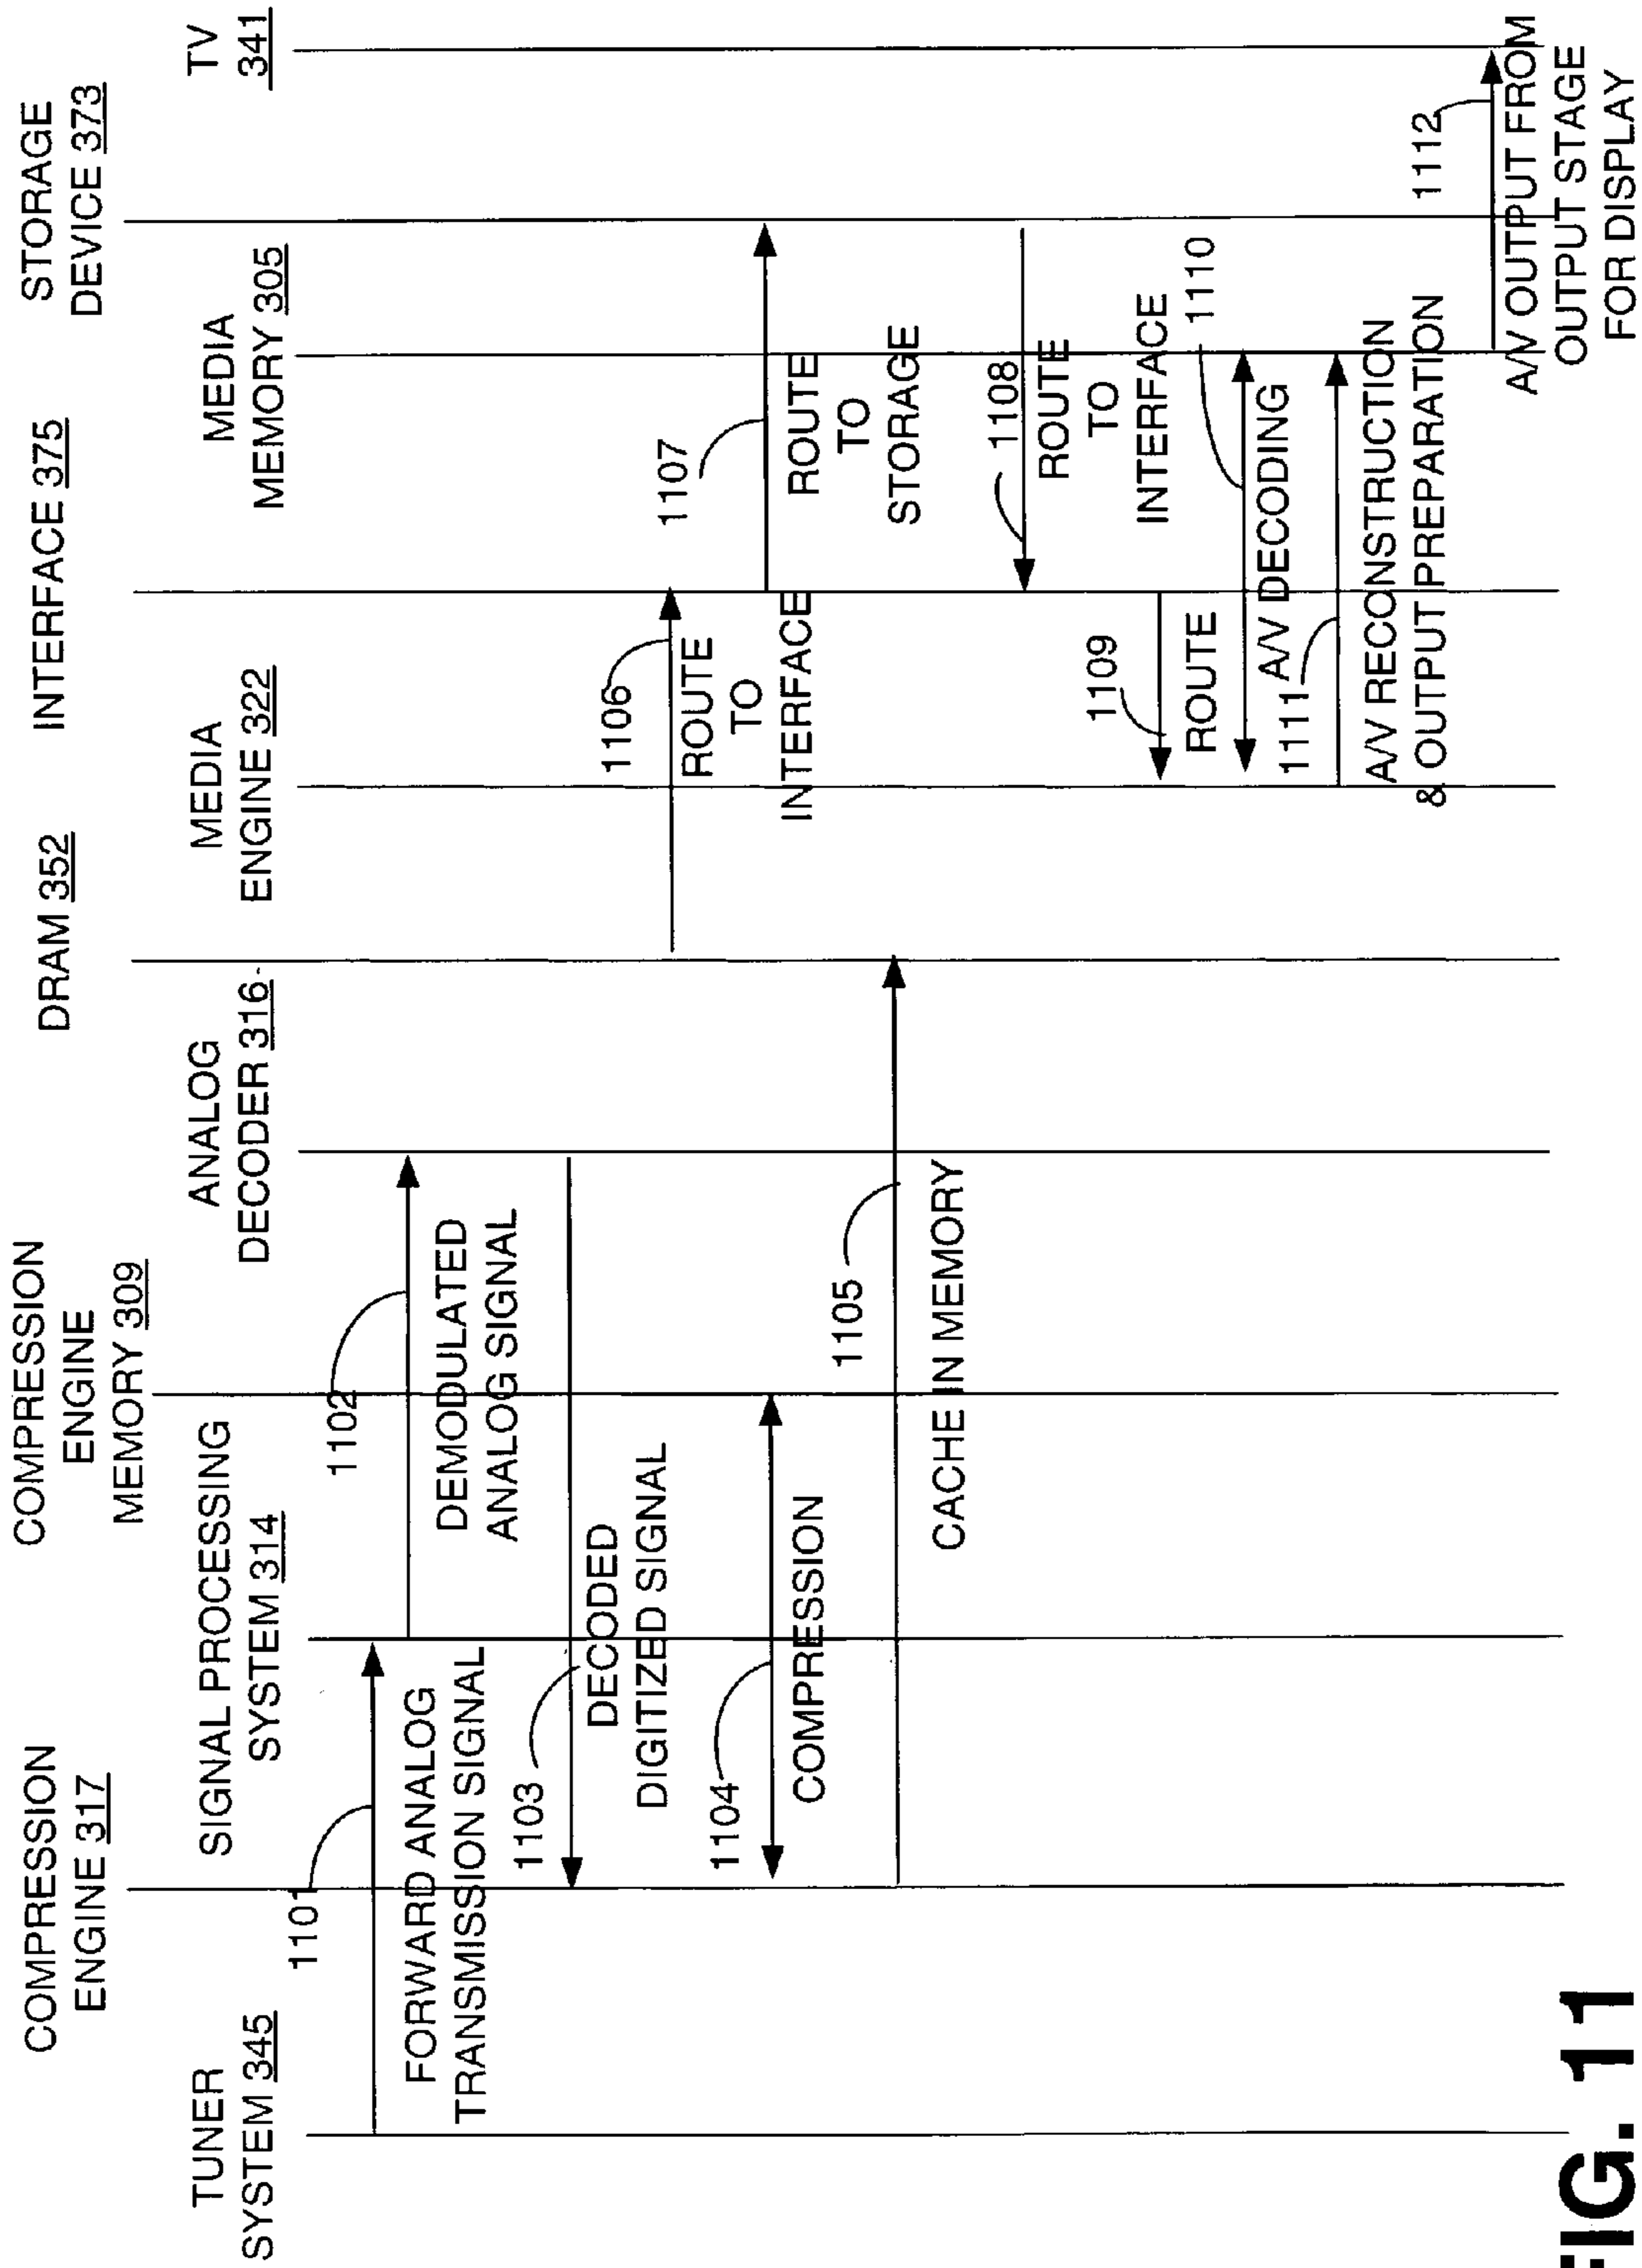 TUNER
SYSTEM 345
COMPRESSION
ENGINE 317
SIGNAL PROCESSING
SYSTEM 314
COMPRESSION
ENGINE
MEMORY 309
ANALOG
DECODER 316
DRAM 352
MEDIA
ENGINE 322
INTERFACE 375
MEDIA
MEMORY 305
STORAGE
DEVICE 373
TV
341
1101
FORWARD ANALOG
TRANSMISSION SIGNAL
1102
DEMODULATED
ANALOG SIGNAL
1103
DECODED
DIGITIZED SIGNAL
1104
COMPRESSION
1105
CACHE IN MEMORY
1106
ROUTE
TO
INTERFACE
1107
ROUTE
TO
STORAGE
1108
ROUTE
TO
INTERFACE
1109
ROUTE
1110
A/V DECODING
1111
A/V RECONSTRUCTION
& OUTPUT PREPARATION
1112
A/V OUTPUT FROM
OUTPUT STAGE
FOR DISPLAY
FIG. 11